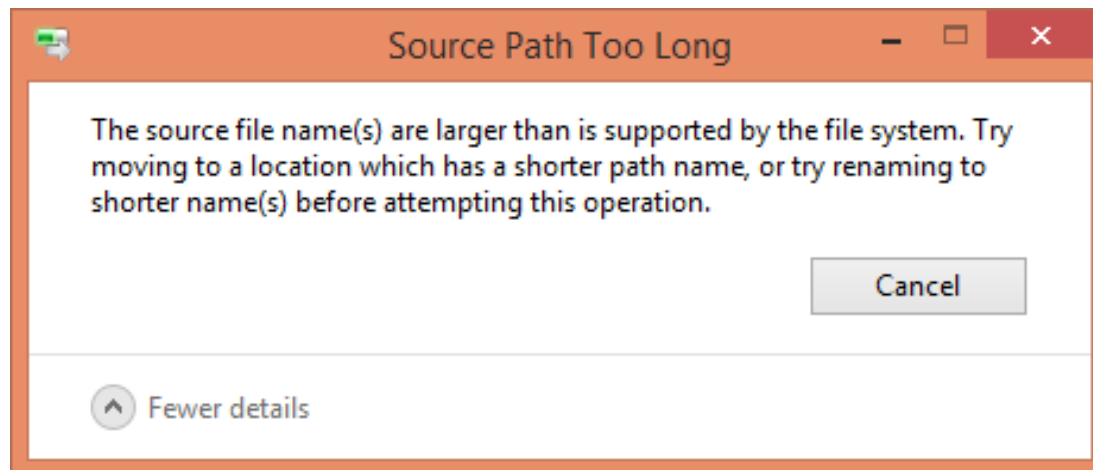 Source Path Too Long
The source file name(s) are larger than is supported by the file system. Try
moving to a location which has a shorter path name, or try renaming to
shorter name(s) before attempting this operation.
Cancel
Fewer details